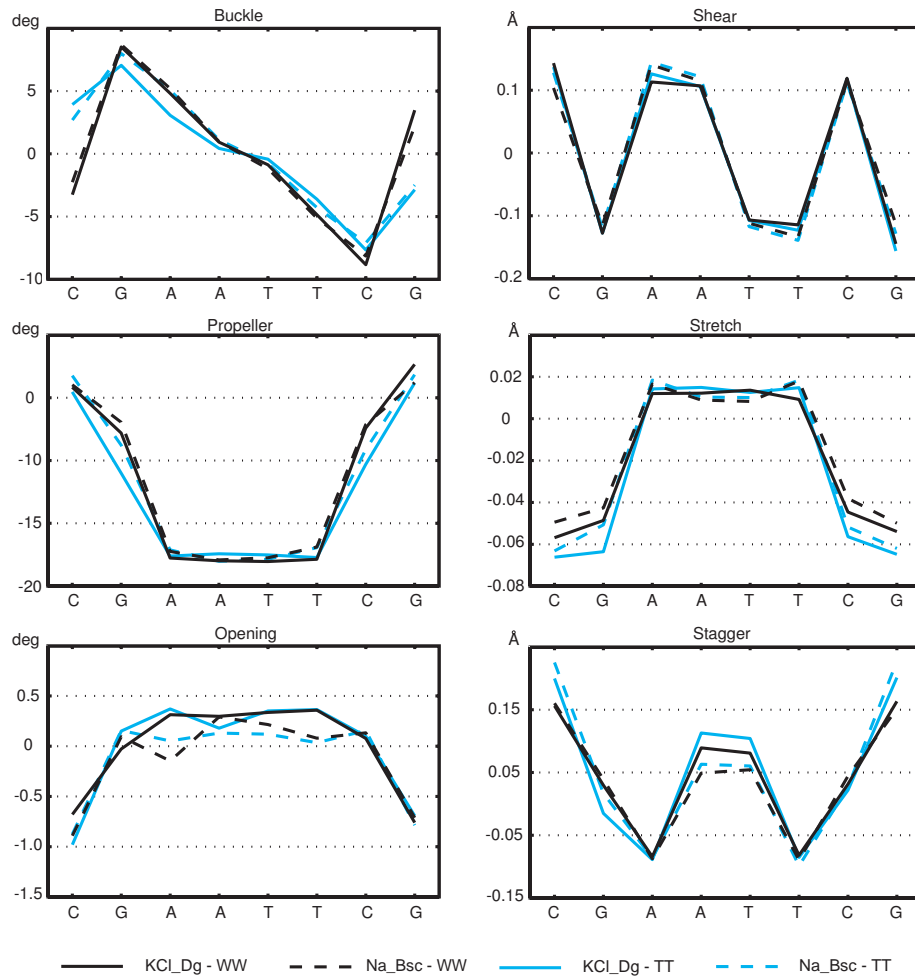 deg
Buckle
5
0
-5
-10
C G A A T T C G
Å
Shear
0.1
0
-0.1
-0.2
C G A A T T C G
deg
Propeller
0
-10
-15
-20
C G A A T T C G
Å
Stretch
0.02
0
-0.02
-0.04
-0.06
-0.08
C G A A T T C G
deg
Opening
0.5
0
-0.5
-1.0
-1.5
C G A A T T C G
Å
Stagger
0.15
0.05
-0.05
-0.15
C G A A T T C G
KCl_Dg - WW
Na_Bsc - WW
KCl_Dg - TT
Na_Bsc - TT